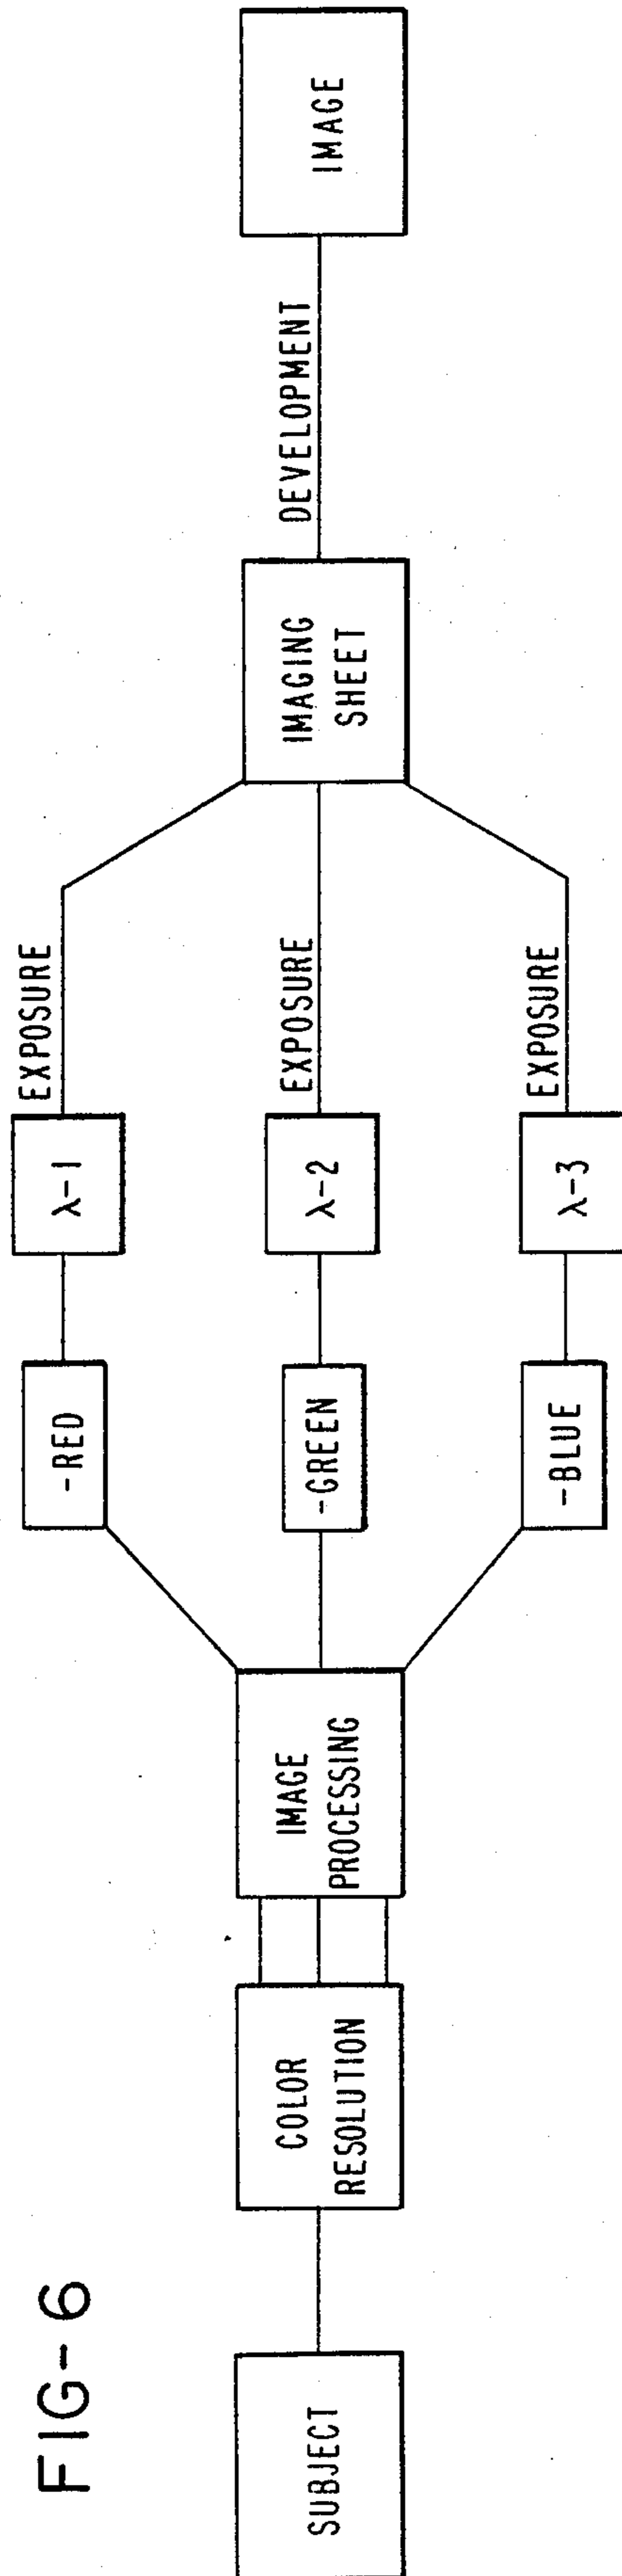 FIG-6
SUBJECT
COLOR
RESOLUTION
IMAGE
PROCESSING
-RED
-GREEN
-BLUE
λ-1
λ-2
λ-3
EXPOSURE
EXPOSURE
EXPOSURE
IMAGING
SHEET
DEVELOPMENT
IMAGE